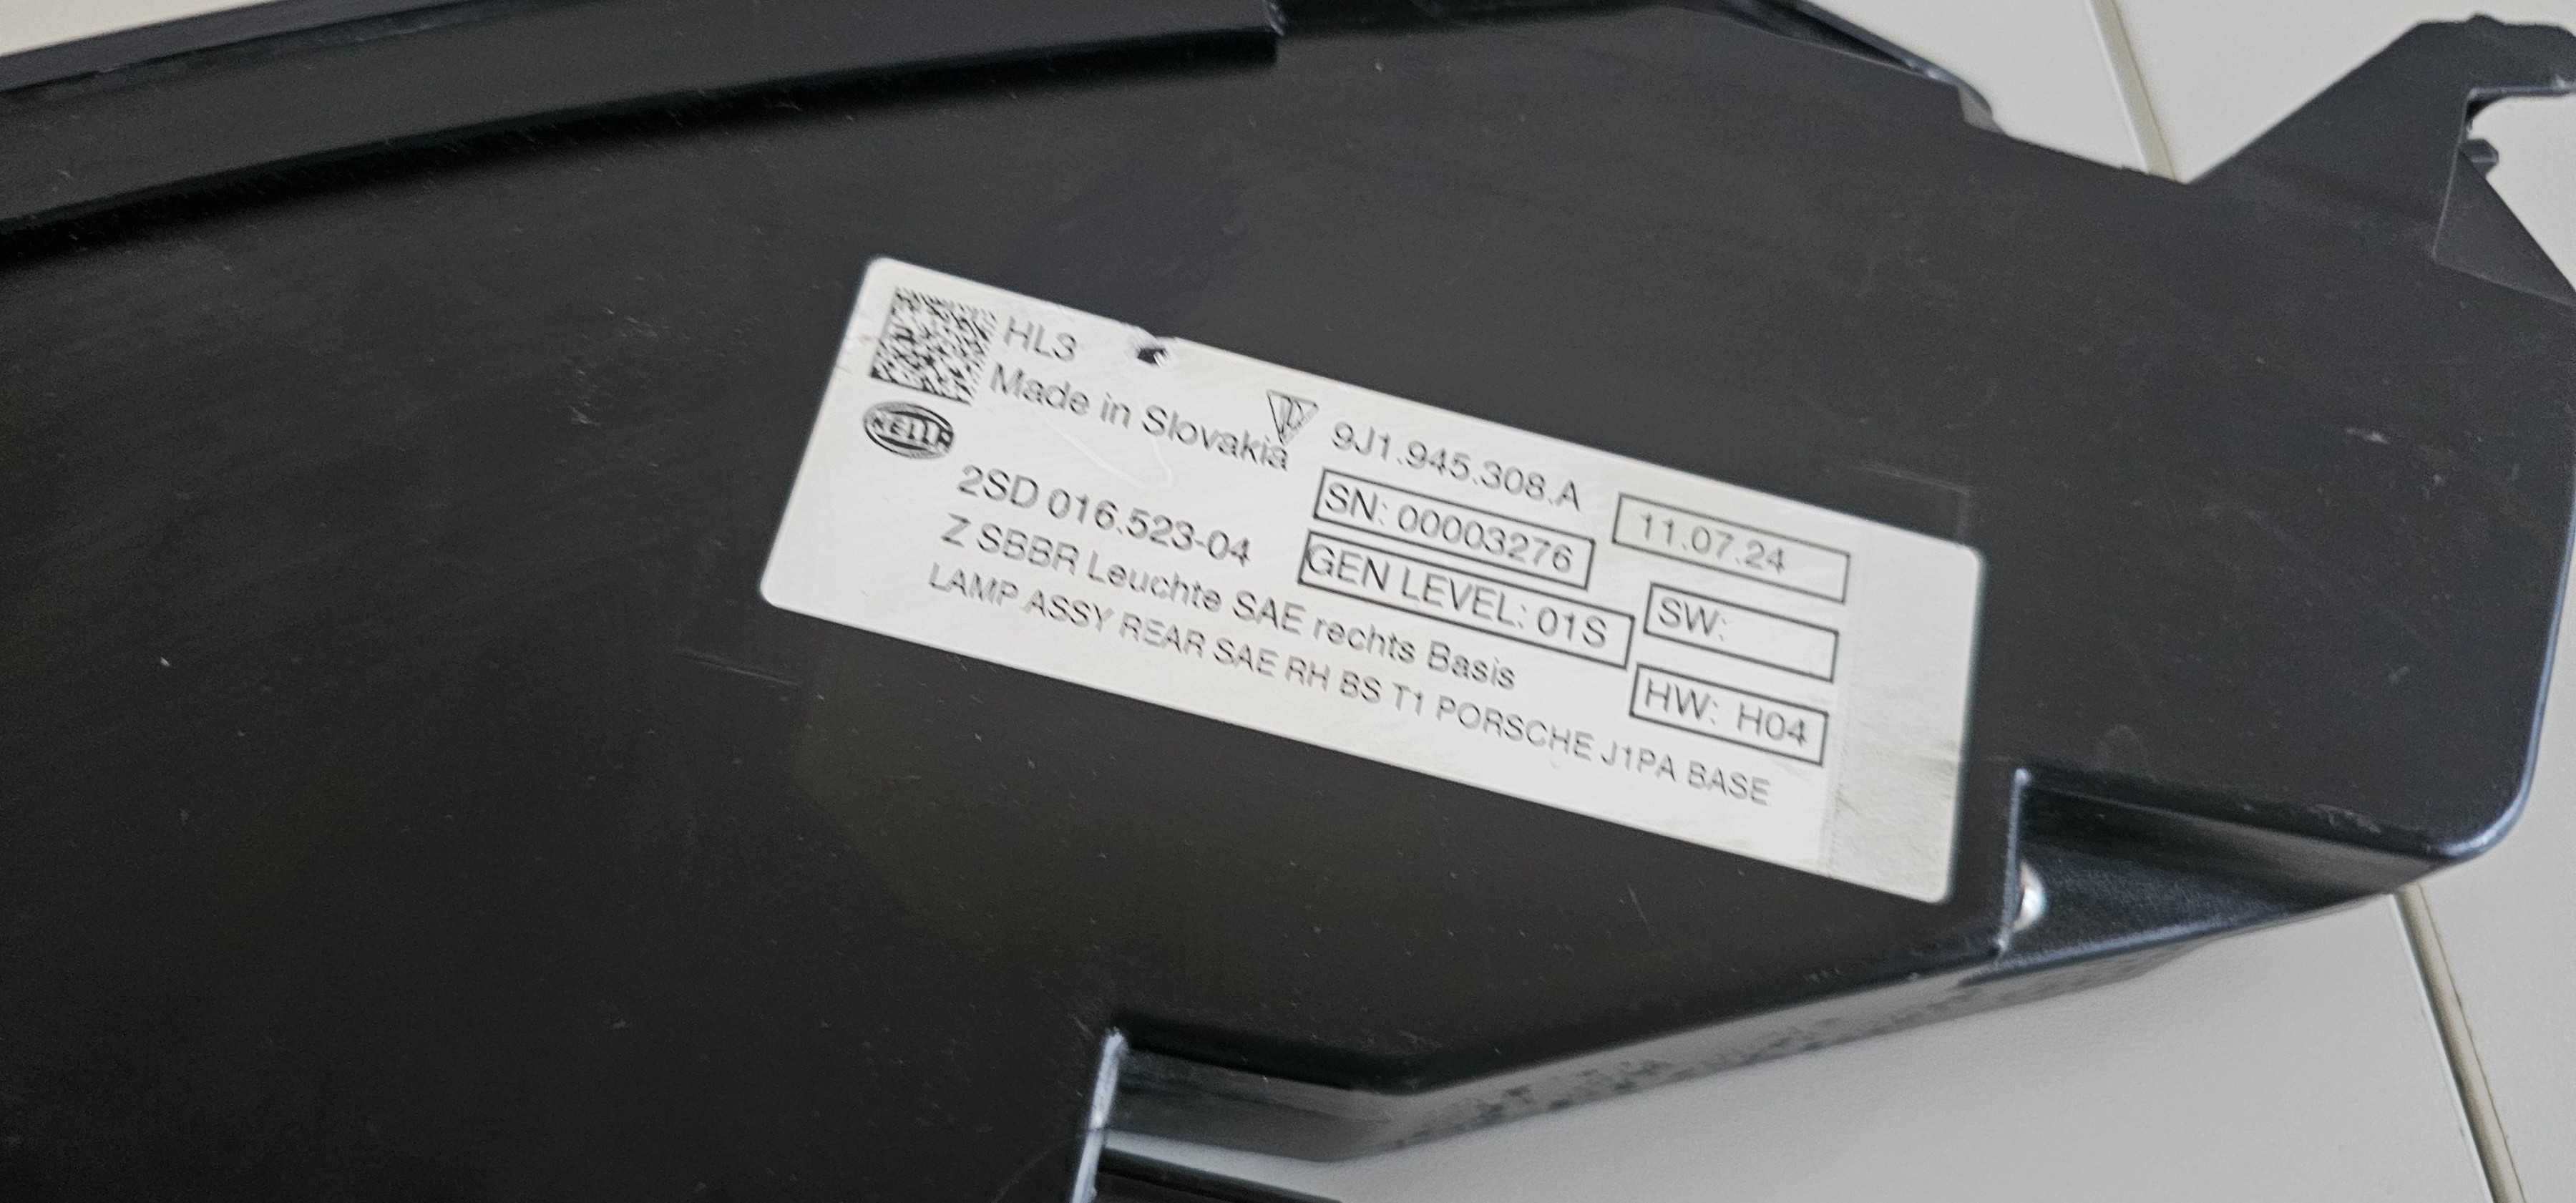 HL3
Made in Slovakia
HELLA
9J1.945.308.A
11.07.24
2SD 016.523-04
SN: 00003276
SW:
Z SBBR Leuchte SAE rechts Basis
GEN LEVEL: 01S
HW: H04
LAMP ASSY REAR SAE RH BS T1 PORSCHE J1PA BASE